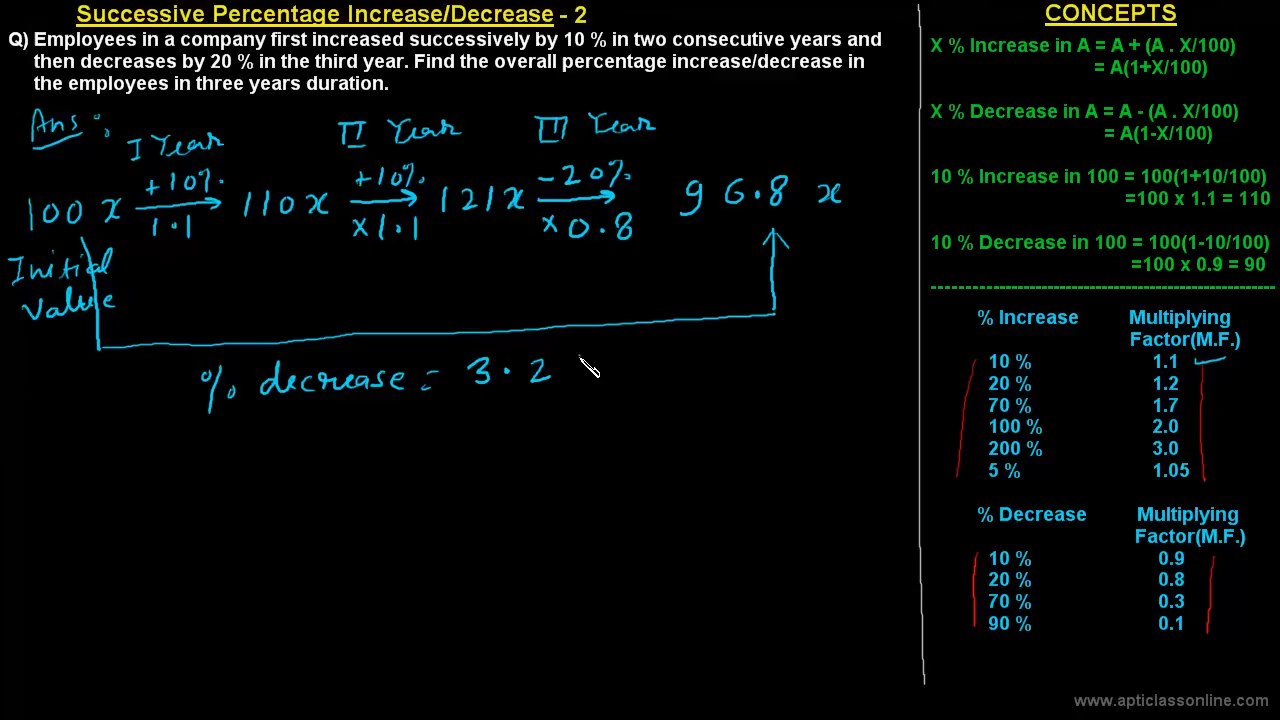 Successive Percentage Increase/Decrease - 2
Q) Employees in a company first increased successively by 10 % in two consecutive years and
then decreases by 20 % in the third year. Find the overall percentage increase/decrease in
the employees in three years duration.
Ans:
I Year II Year III Year
+10% +10% -20%
100 x 110 x 121x 96.8 x
1.1 x1.1 x0.8
Initial
value
% decrease = 3.2
CONCEPTS
X % Increase in A = A + (A . X/100)
= A(1+X/100)
X % Decrease in A = A - (A . X/100)
= A(1-X/100)
10 % Increase in 100 = 100(1+10/100)
=100 x 1.1 = 110
10 % Decrease in 100 = 100(1-10/100)
=100 x 0.9 = 90
% Increase Multiplying
Factor(M.F.)
10 % 1.1
20 % 1.2
70 % 1.7
100 % 2.0
200 % 3.0
5 % 1.05
% Decrease Multiplying
Factor(M.F.)
10 % 0.9
20 % 0.8
70 % 0.3
90 % 0.1
www.apticlassonline.com